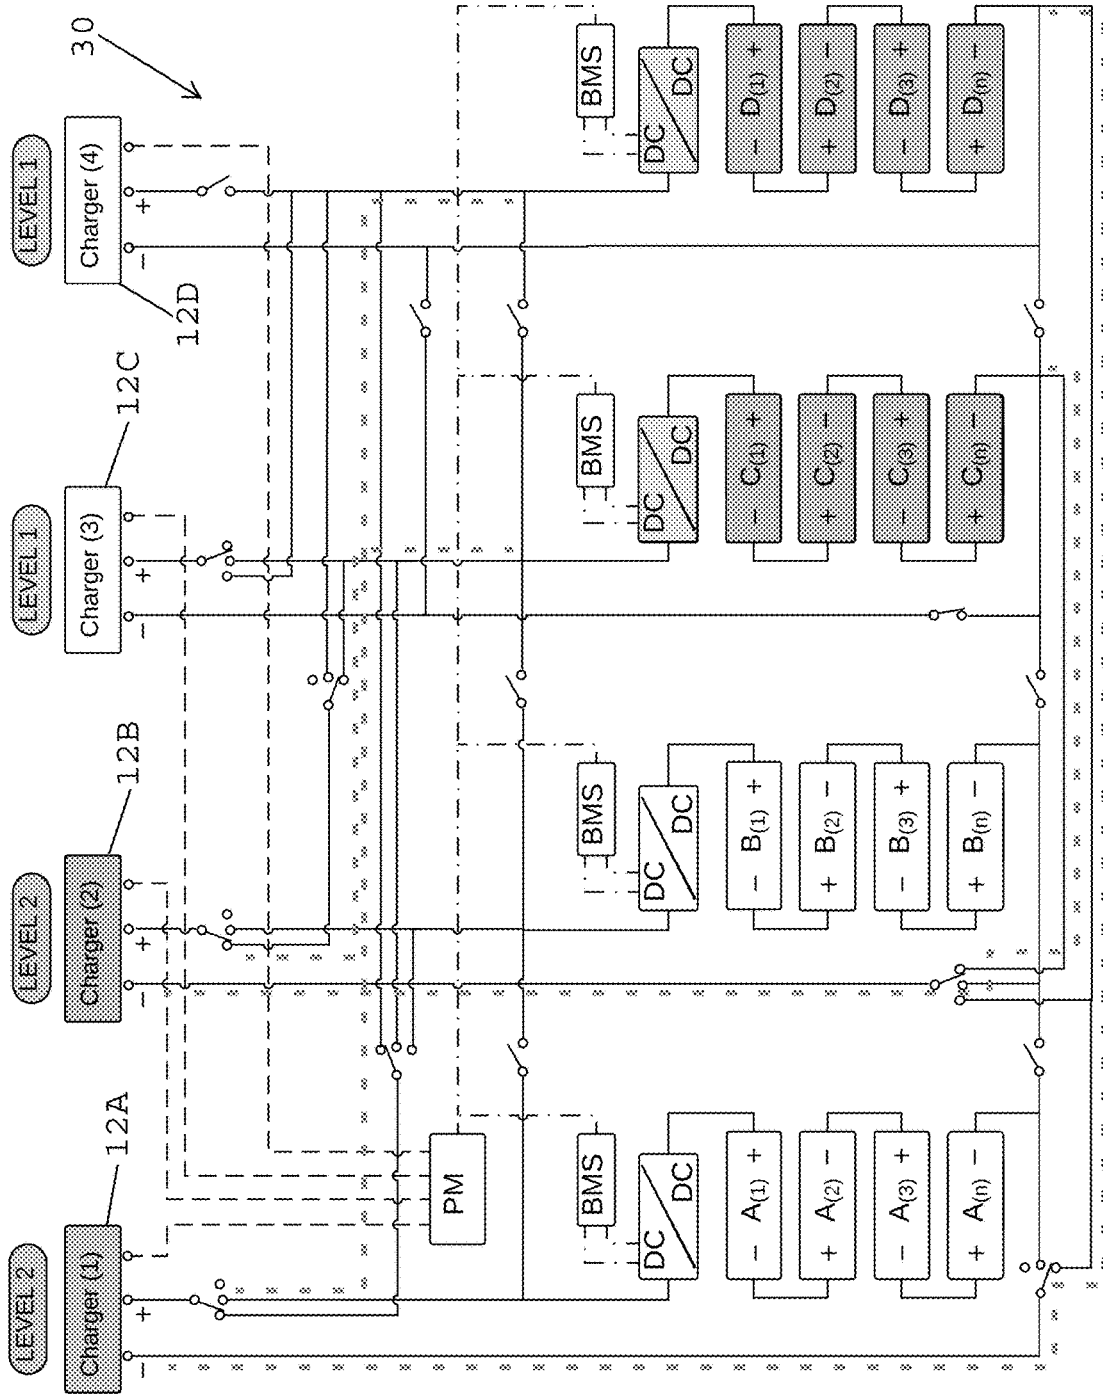 LEVEL 2
LEVEL 2
LEVEL 1
LEVEL 1
30
Charger (1)
Charger (2)
Charger (3)
Charger (4)
12A
12B
12C
12D
− +
− +
− +
− +
PM
BMS
BMS
BMS
BMS
DC DC
DC DC
DC DC
DC DC
− A(1) +
− B(1) +
− C(1) +
− D(1) +
+ A(2) −
+ B(2) −
+ C(2) −
+ D(2) −
− A(3) +
− B(3) +
− C(3) +
− D(3) +
+ A(n) −
+ B(n) −
+ C(n) −
+ D(n) −